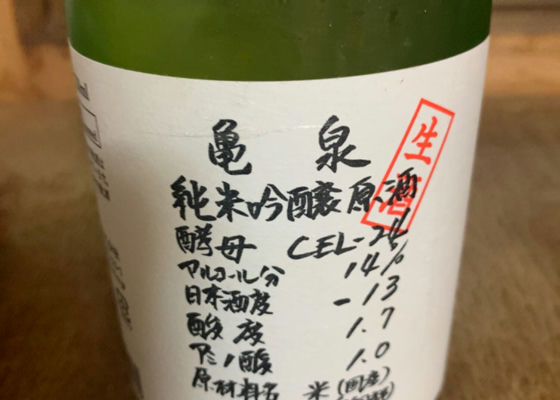 亀泉
生酒
純米吟醸原酒
酵母 CEL-24
アルコール分 14%
日本酒度 -13
酸度 1.7
アミノ酸 1.0
原材料名 米(国産)